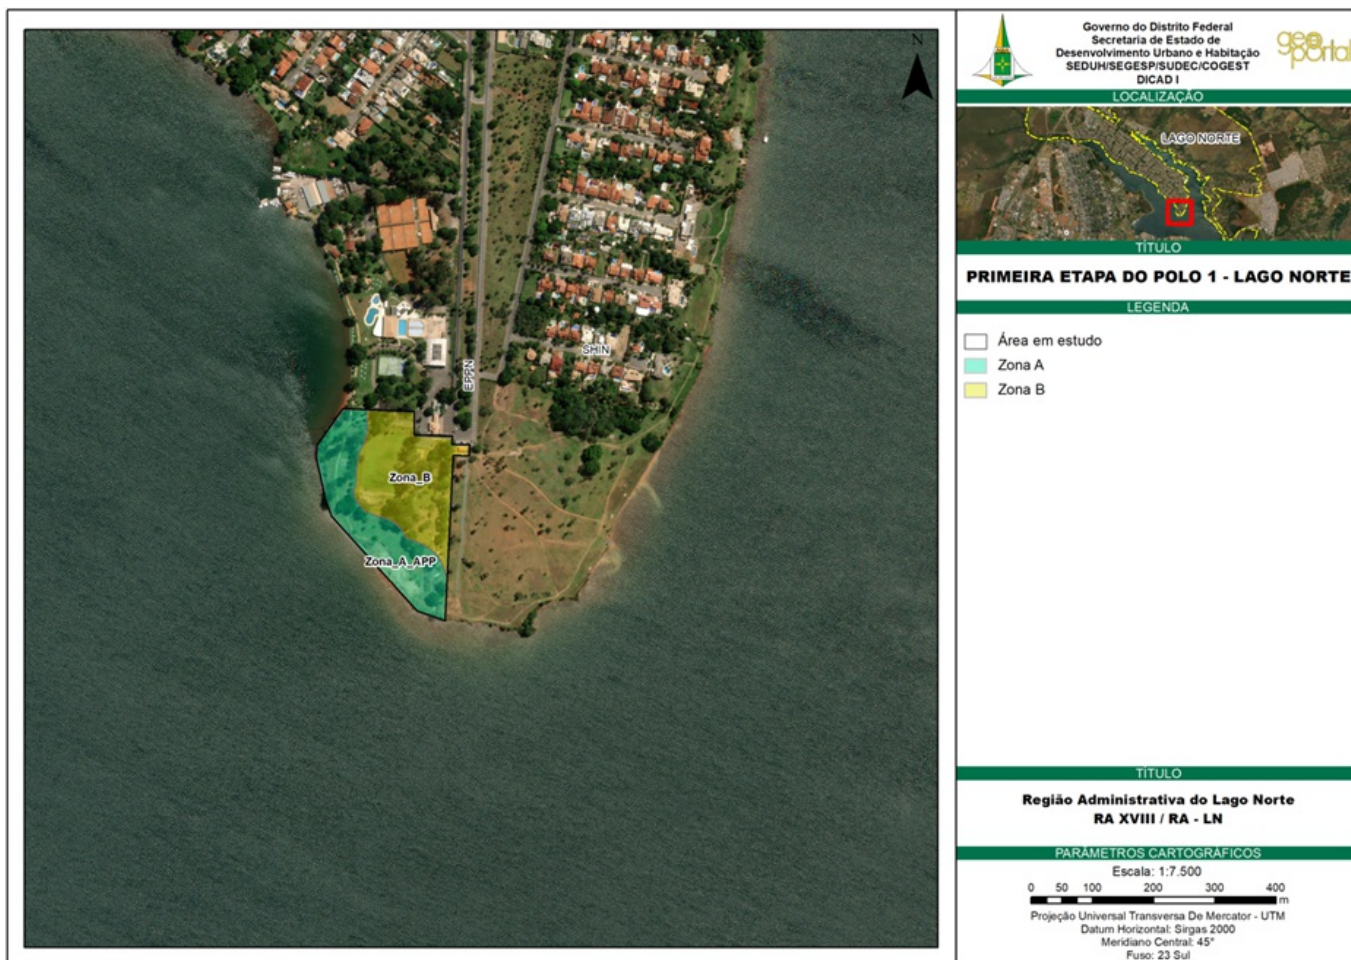 N
EPPN
SHIN
Zona_B
Zona_A_APP
Governo do Distrito Federal
Secretaria de Estado de
Desenvolvimento Urbano e Habitação
SEDUH/SEGESP/SUDEC/COGEST
DICAD I
geo
portal
LOCALIZAÇÃO
LAGO NORTE
TÍTULO
PRIMEIRA ETAPA DO POLO 1 - LAGO NORTE
LEGENDA
Área em estudo
Zona A
Zona B
TÍTULO
Região Administrativa do Lago Norte
RA XVIII / RA - LN
PARÂMETROS CARTOGRÁFICOS
Escala: 1:7.500
0 50 100 200 300 400
m
Projeção Universal Transversa De Mercator - UTM
Datum Horizontal: Sirgas 2000
Meridiano Central: 45°
Fuso: 23 Sul